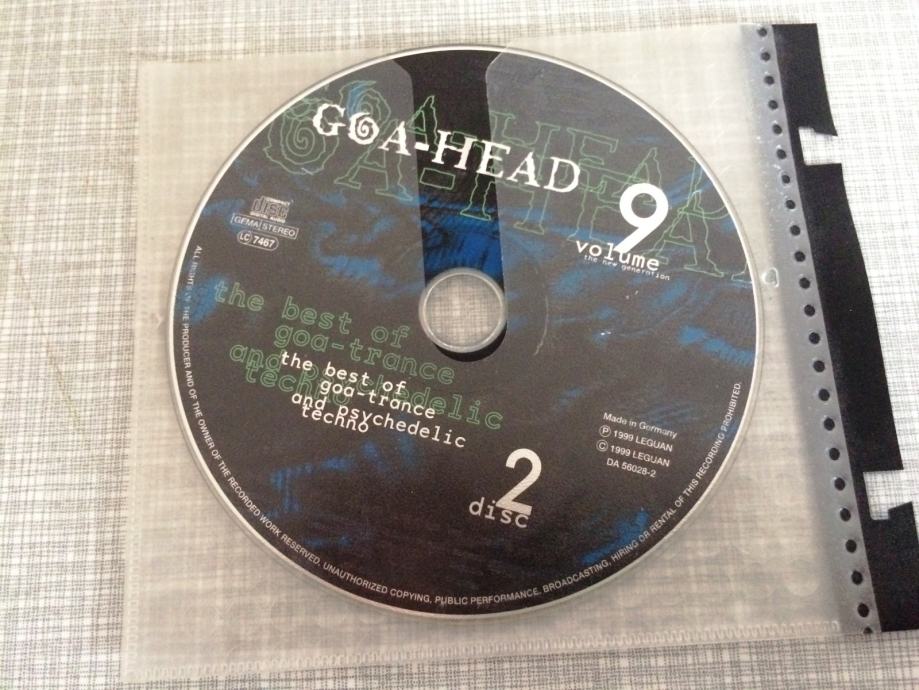 GOA-HEAD
GOA-HEAD
9
volume
the new generation
COMPACT
disc
DIGITAL AUDIO
GEMA STEREO
LC 7467
the best of
goa-trance
and psychedelic
techno
the best of
goa-trance
and psychedelic
techno
Made in Germany
℗ 1999 LEGUAN
© 1999 LEGUAN
DA 56028-2
2
disc
ALL RIGHTS OF THE PRODUCER AND OF THE OWNER OF THE RECORDED WORK RESERVED. UNAUTHORIZED COPYING, PUBLIC PERFORMANCE, BROADCASTING, HIRING OR RENTAL OF THIS RECORDING PROHIBITED.